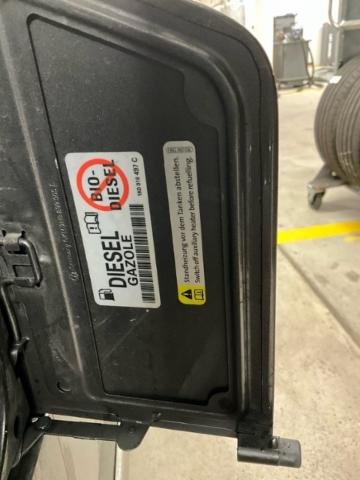 DIESEL
GAZOLE
BIO-
DIESEL
Standheizung vor dem Tanken abstellen.
Switch off auxiliary heater before refuelling.